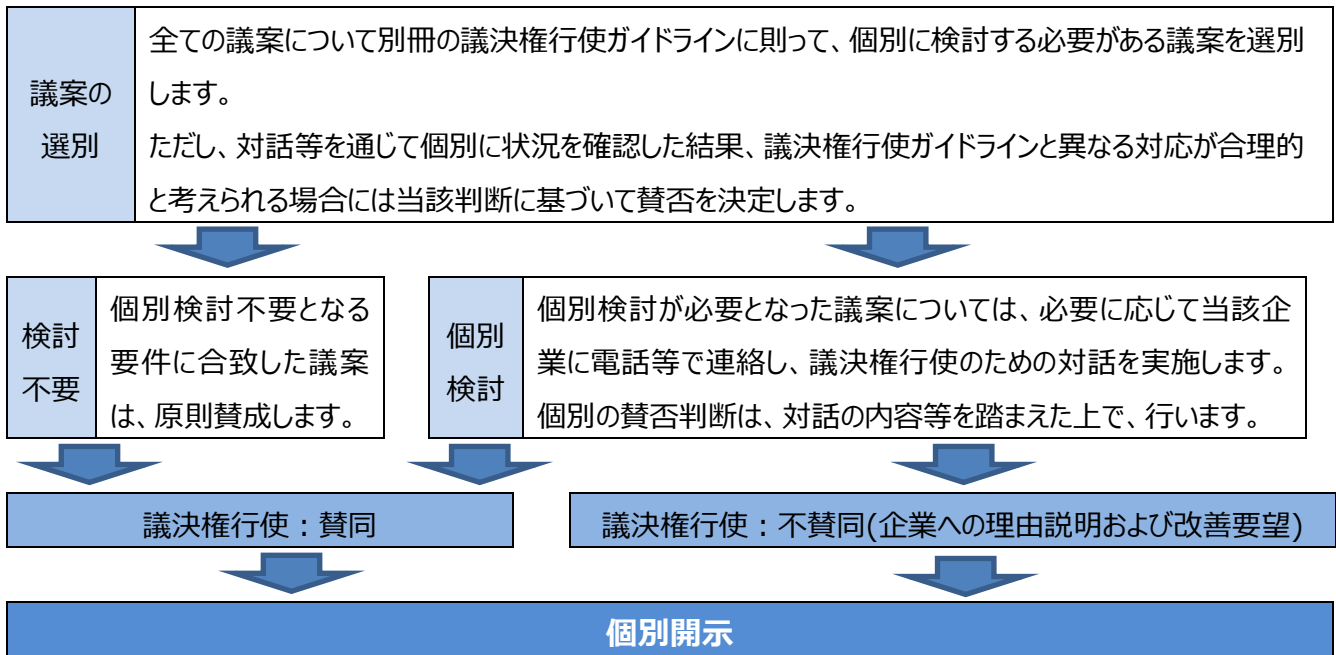 議案の
選別
全ての議案について別冊の議決権行使ガイドラインに則って、個別に検討する必要がある議案を選別
します。
ただし、対話等を通じて個別に状況を確認した結果、議決権行使ガイドラインと異なる対応が合理的
と考えられる場合には当該判断に基づいて賛否を決定します。
検討
不要
個別検討不要となる
要件に合致した議案
は、原則賛成します。
個別
検討
個別検討が必要となった議案については、必要に応じて当該企
業に電話等で連絡し、議決権行使のための対話を実施します。
個別の賛否判断は、対話の内容等を踏まえた上で、行います。
議決権行使：賛同
議決権行使：不賛同(企業への理由説明および改善要望)
個別開示